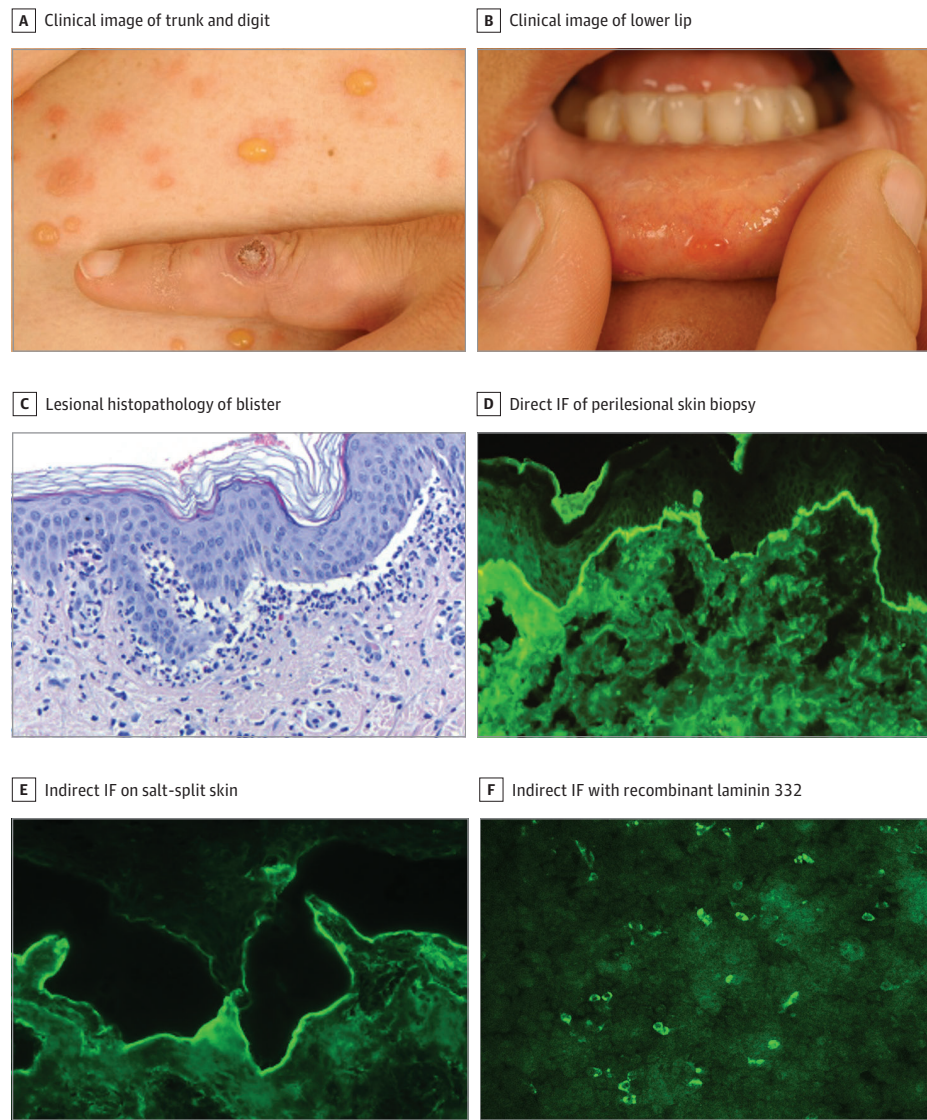 A Clinical image of trunk and digit
B Clinical image of lower lip
C Lesional histopathology of blister
D Direct IF of perilesional skin biopsy
E Indirect IF on salt-split skin
F Indirect IF with recombinant laminin 332